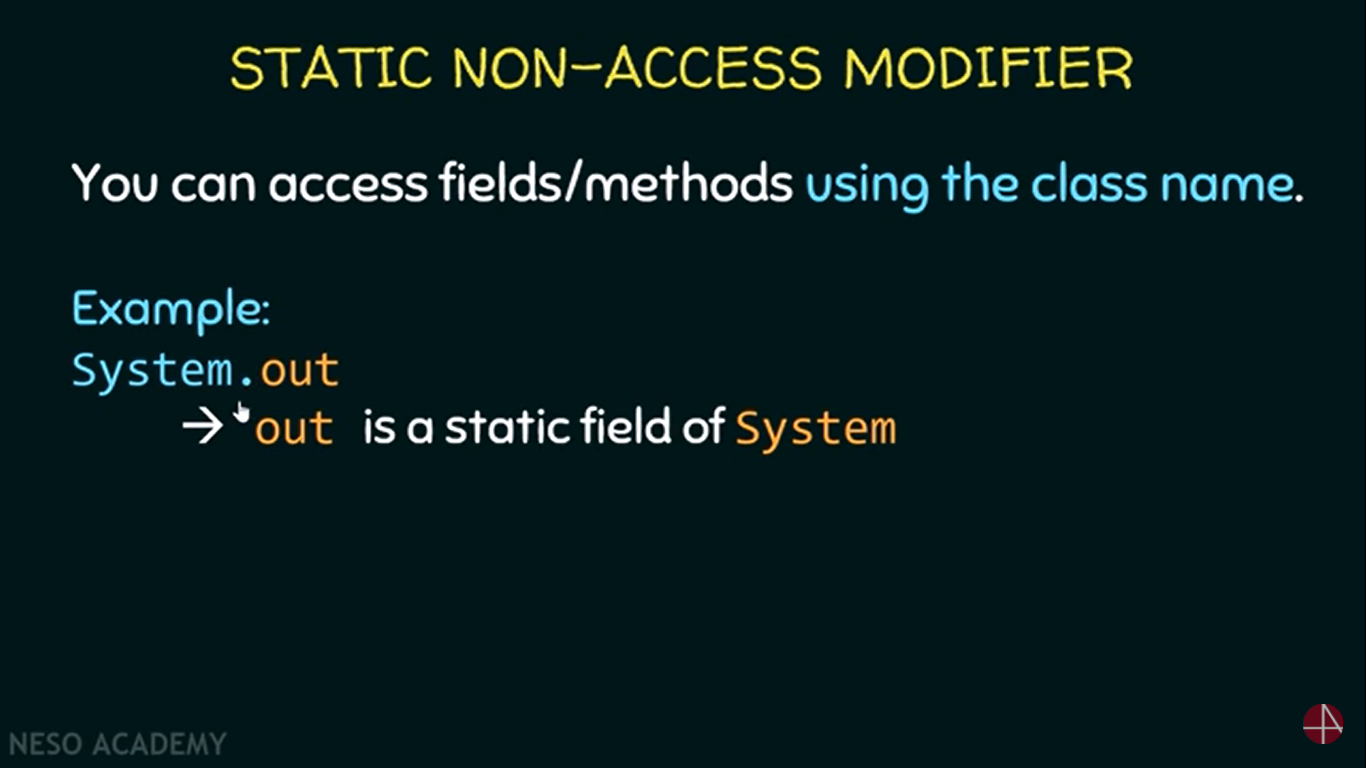 STATIC NON-ACCESS MODIFIER
You can access fields/methods using the class name.
Example:
System.out
→ out is a static field of System
NESO ACADEMY